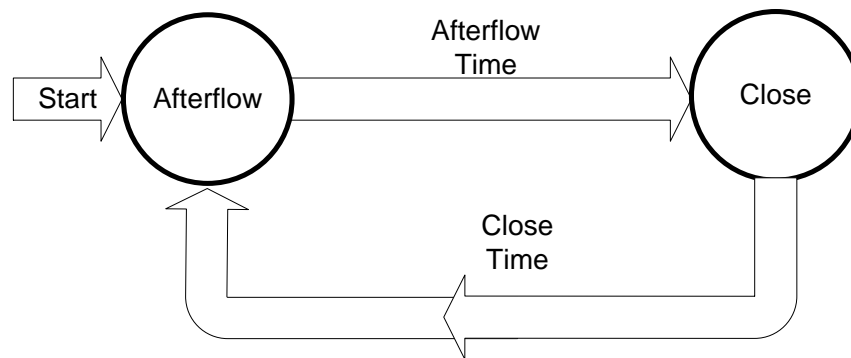 Start
Afterflow
Afterflow
Time
Close
Close
Time